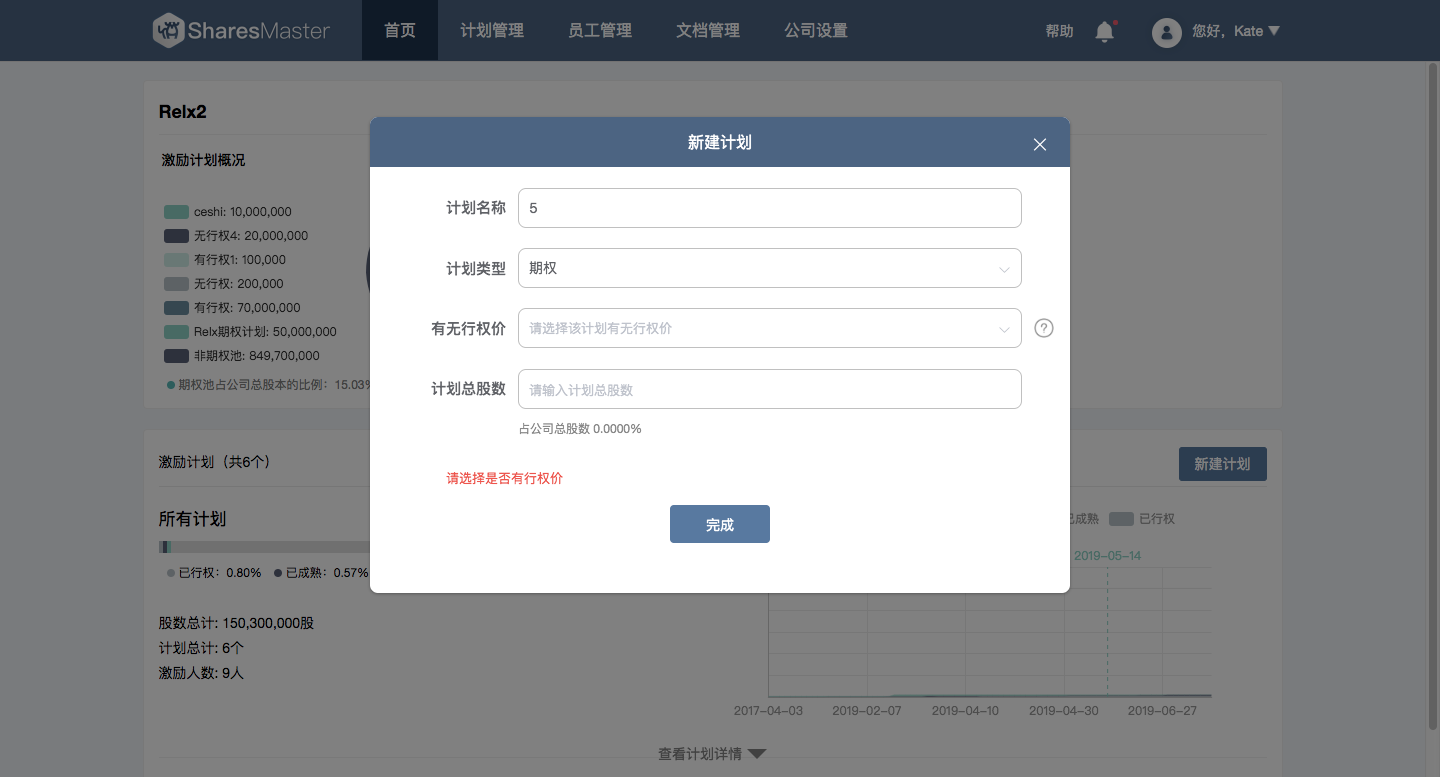 SharesMaster 首页 计划管理 员工管理 文档管理 公司设置 帮助 您好，Kate
Relx2
激励计划概况
ceshi: 10,000,000
无行权4: 20,000,000
有行权1: 100,000
无行权: 200,000
有行权: 70,000,000
Relx期权计划: 50,000,000
非期权池: 849,700,000
期权池占公司总股本的比例：15.03%
新建计划
计划名称 5
计划类型 期权
有无行权价 请选择该计划有无行权价 ?
计划总股数 请输入计划总股数
占公司总股数 0.0000%
请选择是否有行权价
完成
激励计划（共6个） 新建计划
所有计划
已行权：0.80% 已成熟：0.57%
股数总计: 150,300,000股
计划总计: 6个
激励人数: 9人
已成熟 已行权
2019-05-14
2017-04-03 2019-02-07 2019-04-10 2019-04-30 2019-06-27
查看计划详情